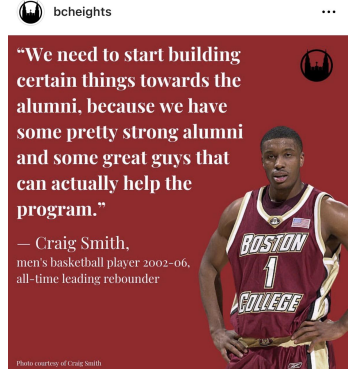 bcheights
“We need to start building
certain things towards the
alumni, because we have
some pretty strong alumni
and some great guys that
can actually help the
program.”
— Craig Smith,
men's basketball player 2002-06,
all-time leading rebounder
BOSTON
1
COLLEGE
Photo courtesy of Craig Smith